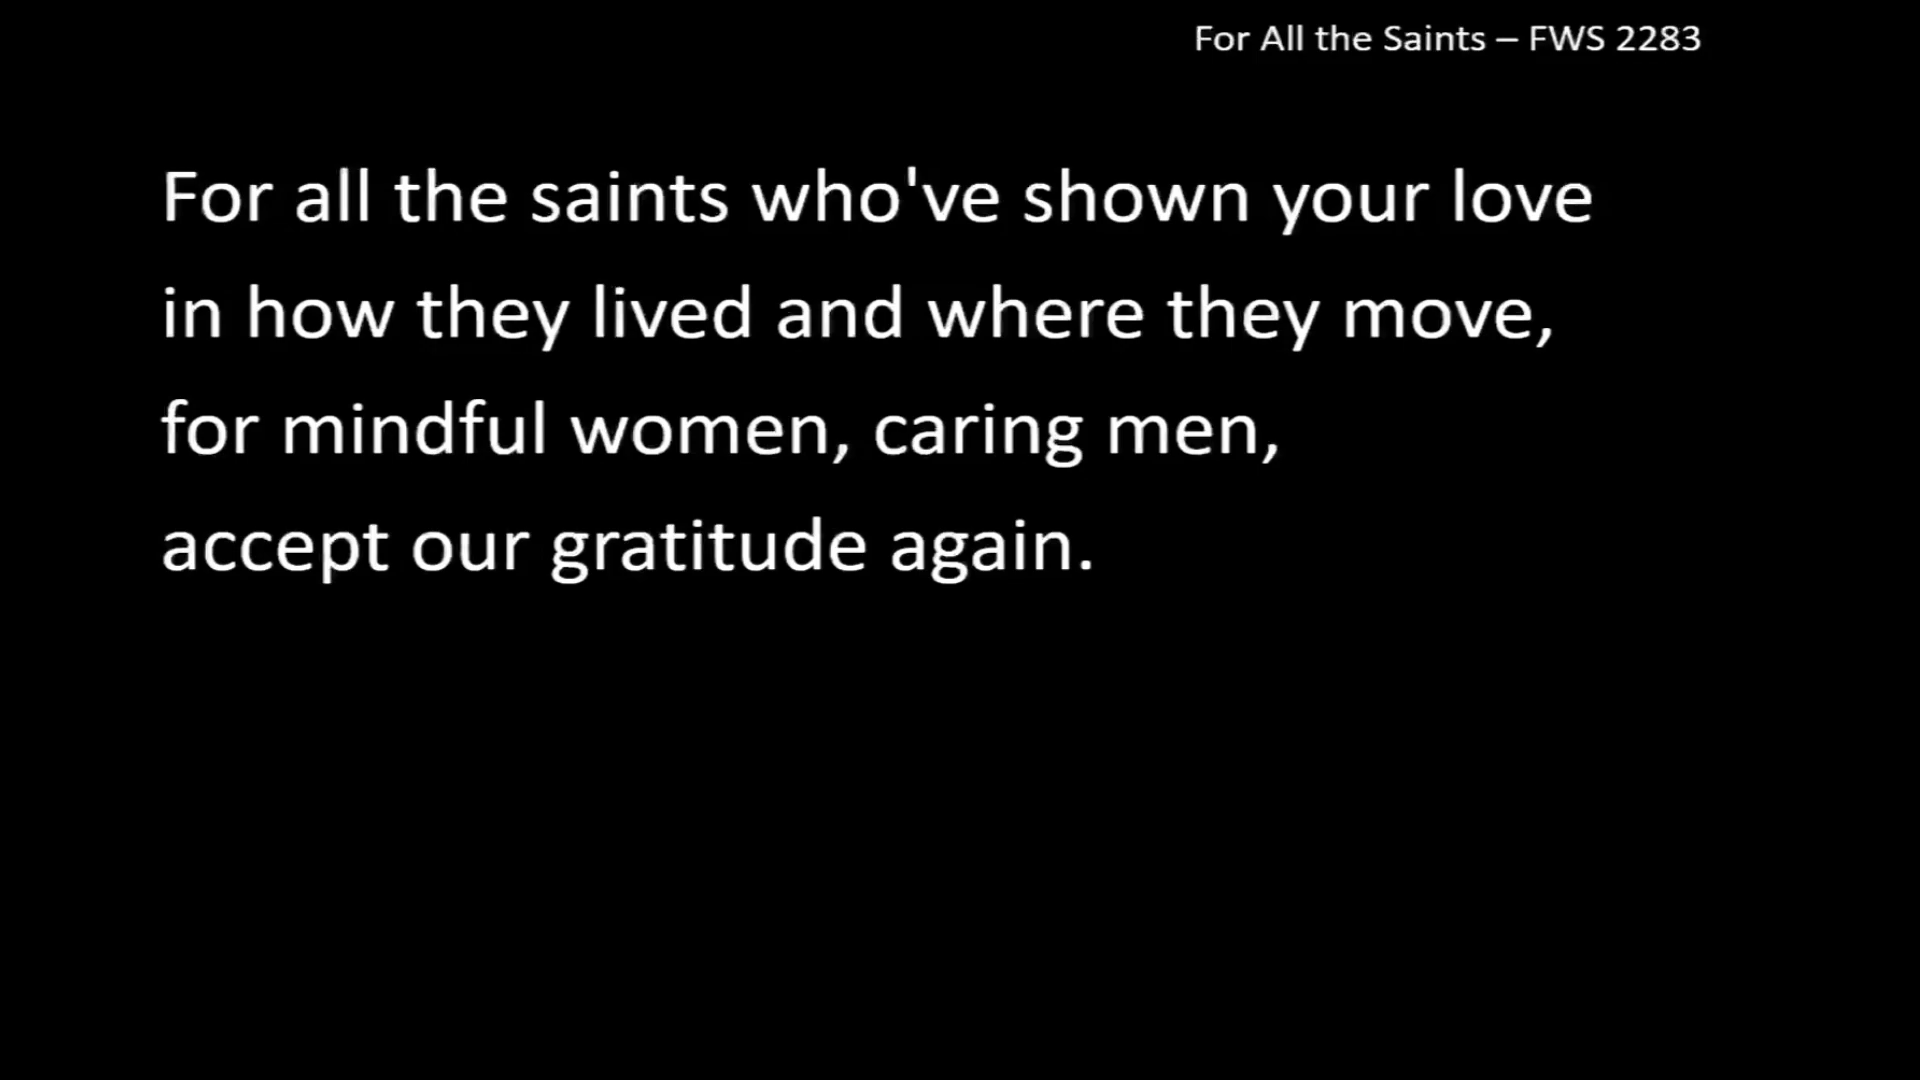 For All the Saints – FWS 2283
For all the saints who've shown your love
in how they lived and where they move,
for mindful women, caring men,
accept our gratitude again.